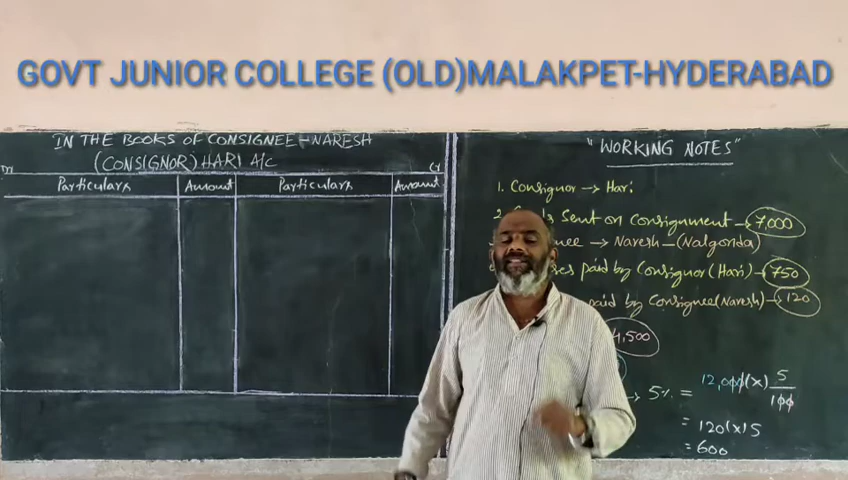 GOVT JUNIOR COLLEGE (OLD)MALAKPET-HYDERABAD
IN THE BOOKS OF CONSIGNEE - NARESH
(CONSIGNOR) HARI A/C
Dr Cr
Particulars Amount Particulars Amount
"WORKING NOTES"
1. Consignor → Hari
2. Sent on Consignment - 7,000
→ Naresh - (Nalgonda)
paid by Consignor (Hari) → 750
paid by Consignee (Naresh) → 120
4,500
→ 5% = 12,000 (x) 5/100
= 120 (x) 5
= 600